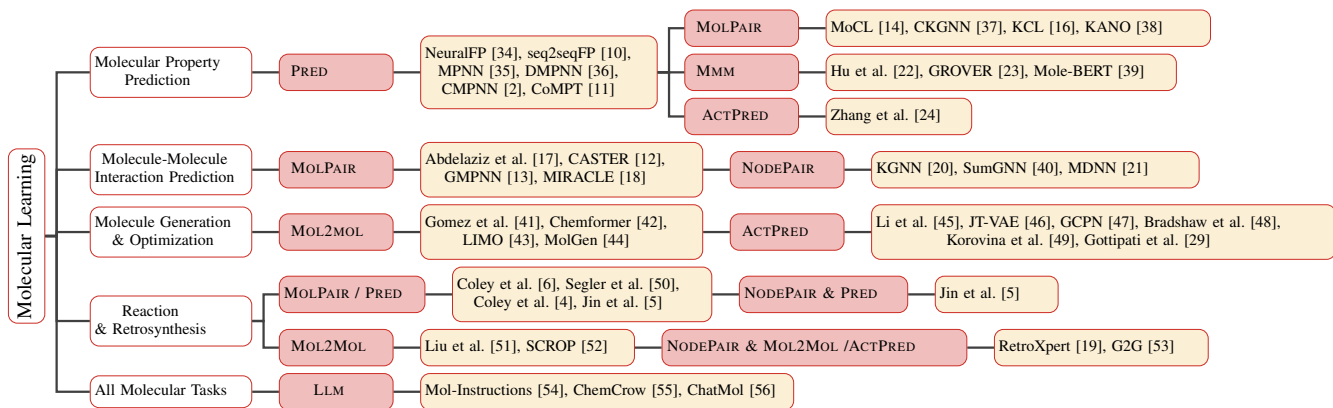 Molecular Learning
Molecular Property
Prediction
PRED
NeuralFP [34], seq2seqFP [10],
MPNN [35], DMPNN [36],
CMPNN [2], CoMPT [11]
MOLPAIR
MoCL [14], CKGNN [37], KCL [16], KANO [38]
MMM
Hu et al. [22], GROVER [23], Mole-BERT [39]
ACTPRED
Zhang et al. [24]
Molecule-Molecule
Interaction Prediction
MOLPAIR
Abdelaziz et al. [17], CASTER [12],
GMPNN [13], MIRACLE [18]
NODEPAIR
KGNN [20], SumGNN [40], MDNN [21]
Molecule Generation
& Optimization
MOL2MOL
Gomez et al. [41], Chemformer [42],
LIMO [43], MolGen [44]
ACTPRED
Li et al. [45], JT-VAE [46], GCPN [47], Bradshaw et al. [48],
Korovina et al. [49], Gottipati et al. [29]
Reaction
& Retrosynthesis
MOLPAIR / PRED
Coley et al. [6], Segler et al. [50],
Coley et al. [4], Jin et al. [5]
NODEPAIR & PRED
Jin et al. [5]
MOL2MOL
Liu et al. [51], SCROP [52]
NODEPAIR & MOL2MOL /ACTPRED
RetroXpert [19], G2G [53]
All Molecular Tasks
LLM
Mol-Instructions [54], ChemCrow [55], ChatMol [56]